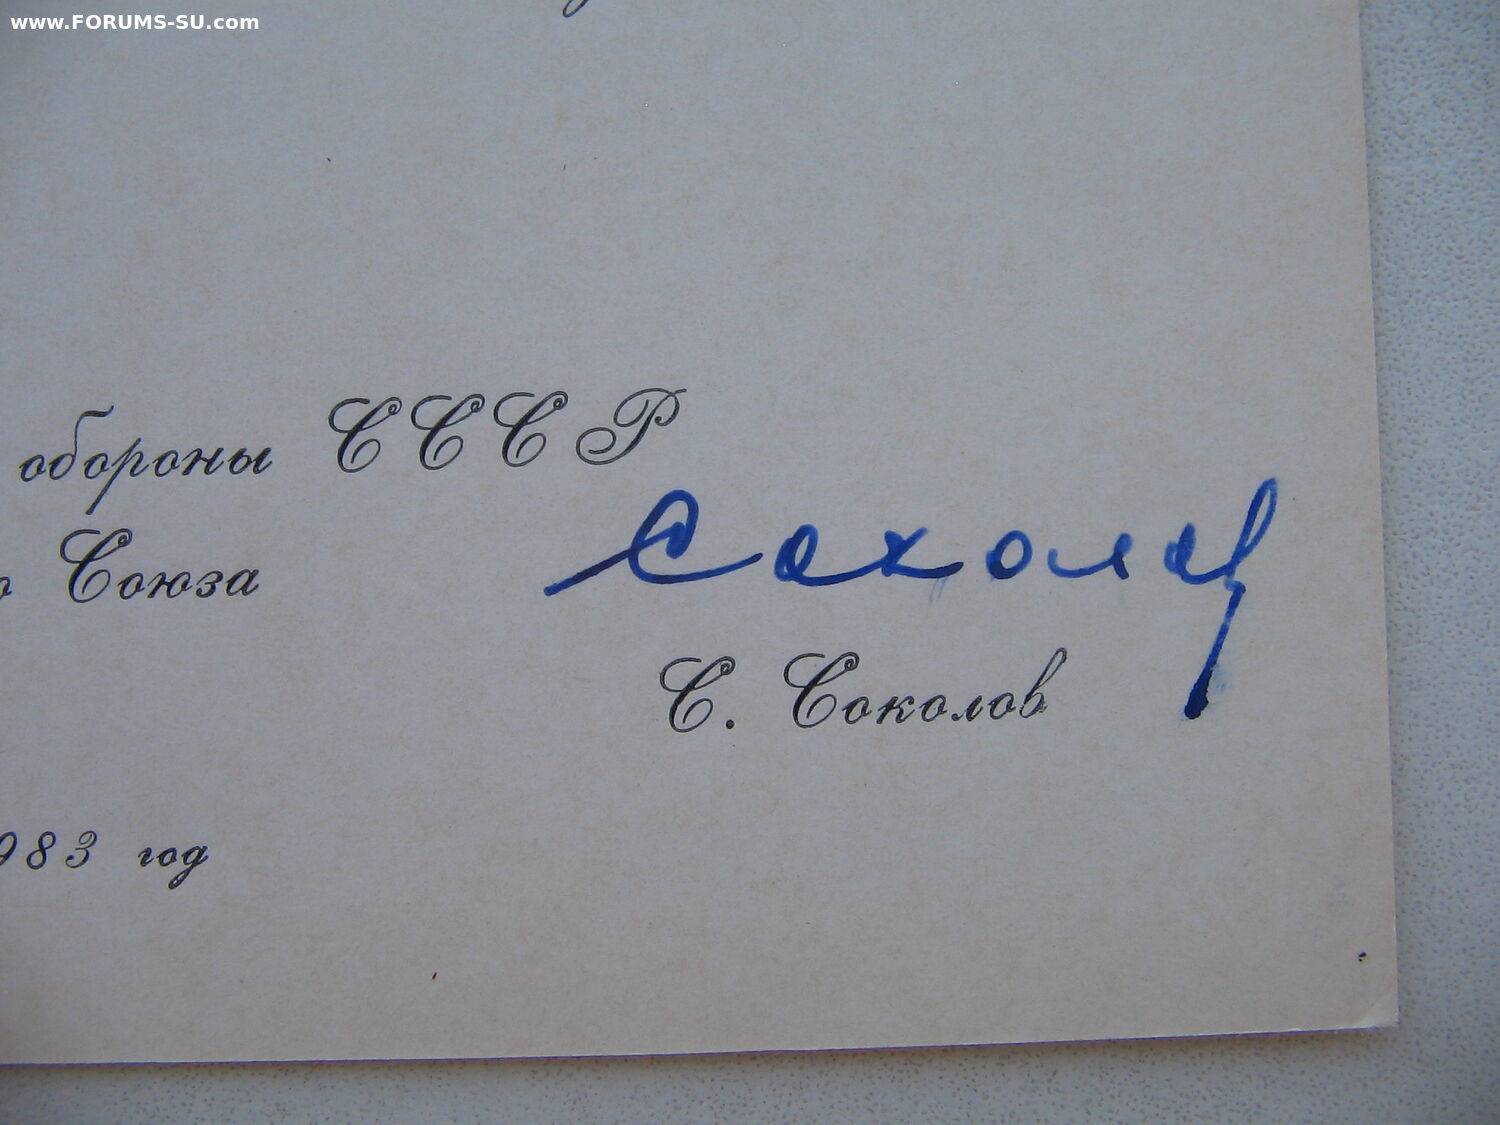 www.FORUMS-SU.com
обороны СССР
Союза
Соколов
С. Соколов
983 год